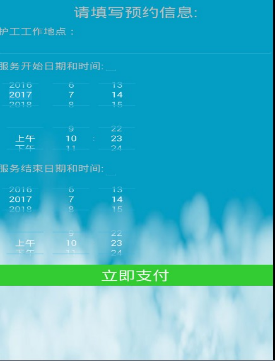 请填写预约信息:
护工工作地点:
服务开始日期和时间:
2016 6 13
2017 7 14
2018 8 15
9 22
上午 10 : 23
下午 11 24
服务结束日期和时间:
2016 6 13
2017 7 14
2018 8 15
9 22
上午 10 : 23
立即支付